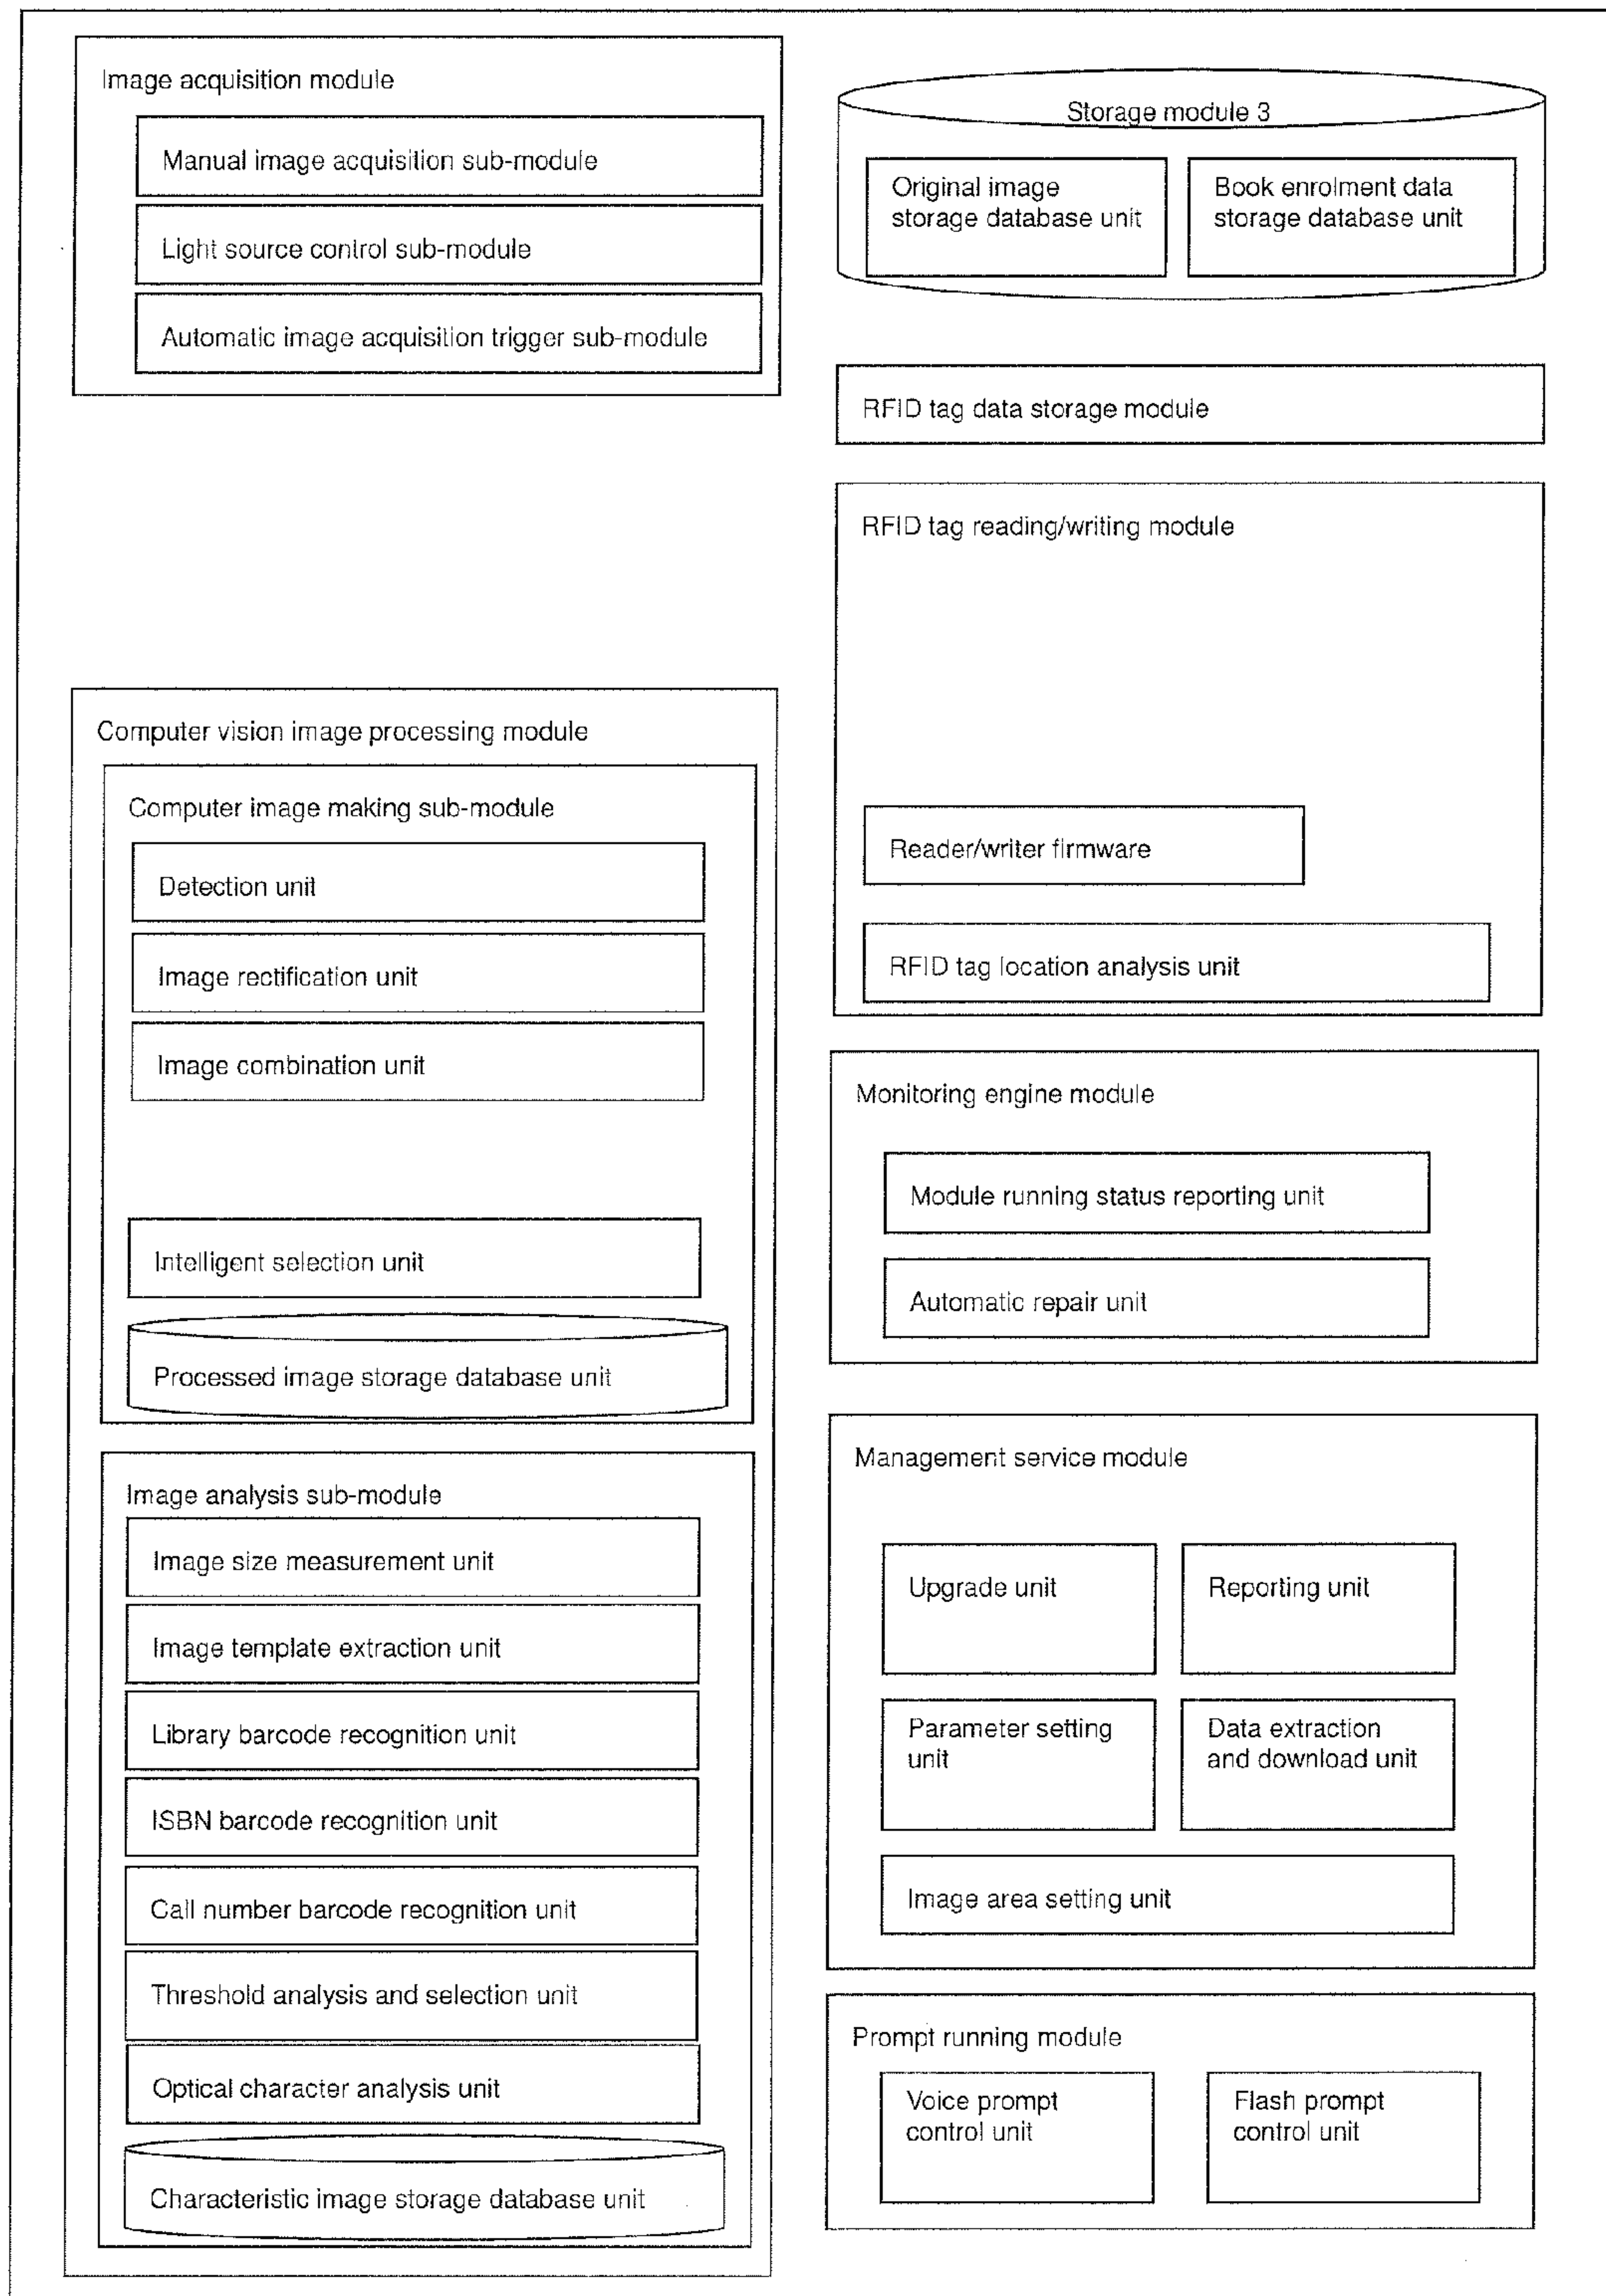 Image acquisition module
Manual image acquisition sub-module
Light source control sub-module
Automatic image acquisition trigger sub-module
Computer vision image processing module
Computer image making sub-module
Detection unit
Image rectification unit
Image combination unit
Intelligent selection unit
Processed image storage database unit
Image analysis sub-module
Image size measurement unit
Image template extraction unit
Library barcode recognition unit
ISBN barcode recognition unit
Call number barcode recognition unit
Threshold analysis and selection unit
Optical character analysis unit
Characteristic image storage database unit
Storage module 3
Original image
storage database unit
Book enrolment data
storage database unit
RFID tag data storage module
RFID tag reading/writing module
Reader/writer firmware
RFID tag location analysis unit
Monitoring engine module
Module running status reporting unit
Automatic repair unit
Management service module
Upgrade unit
Reporting unit
Parameter setting
unit
Data extraction
and download unit
Image area setting unit
Prompt running module
Voice prompt
control unit
Flash prompt
control unit